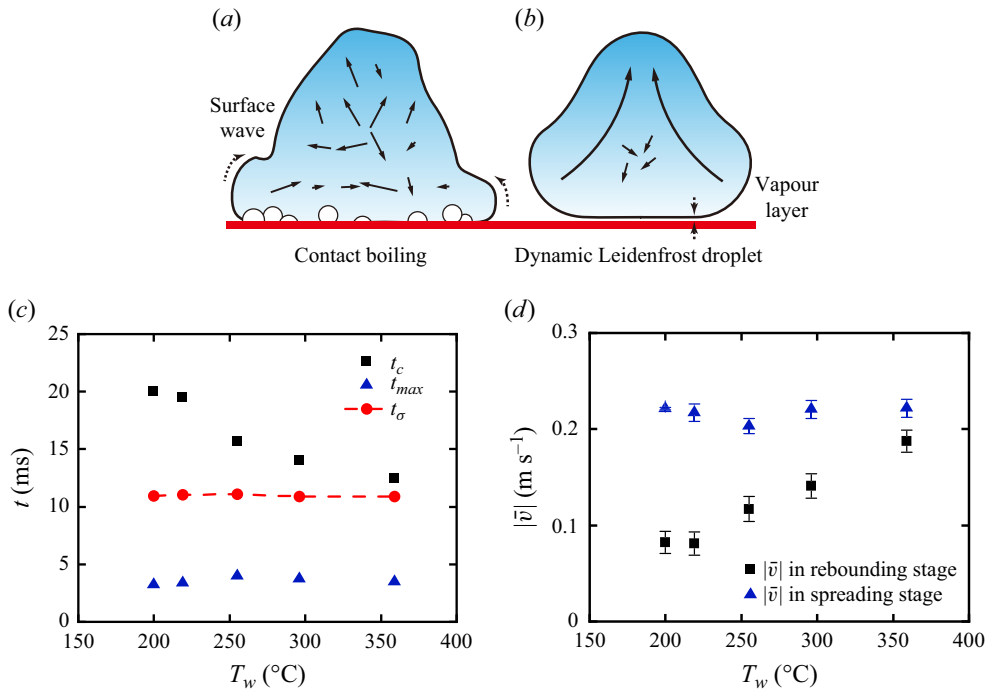 (a)
(b)
Surface
wave
Vapour
layer
Contact boiling
Dynamic Leidenfrost droplet
(c)
25
20
15
10
5
0
100
150
200
250
300
350
400
t (ms)
T_w (°C)
t_c
t_max
t_σ
(d)
0.3
0.2
0.1
0
100
150
200
250
300
350
400
|v̄| (m s⁻¹)
T_w (°C)
|v̄| in rebounding stage
|v̄| in spreading stage